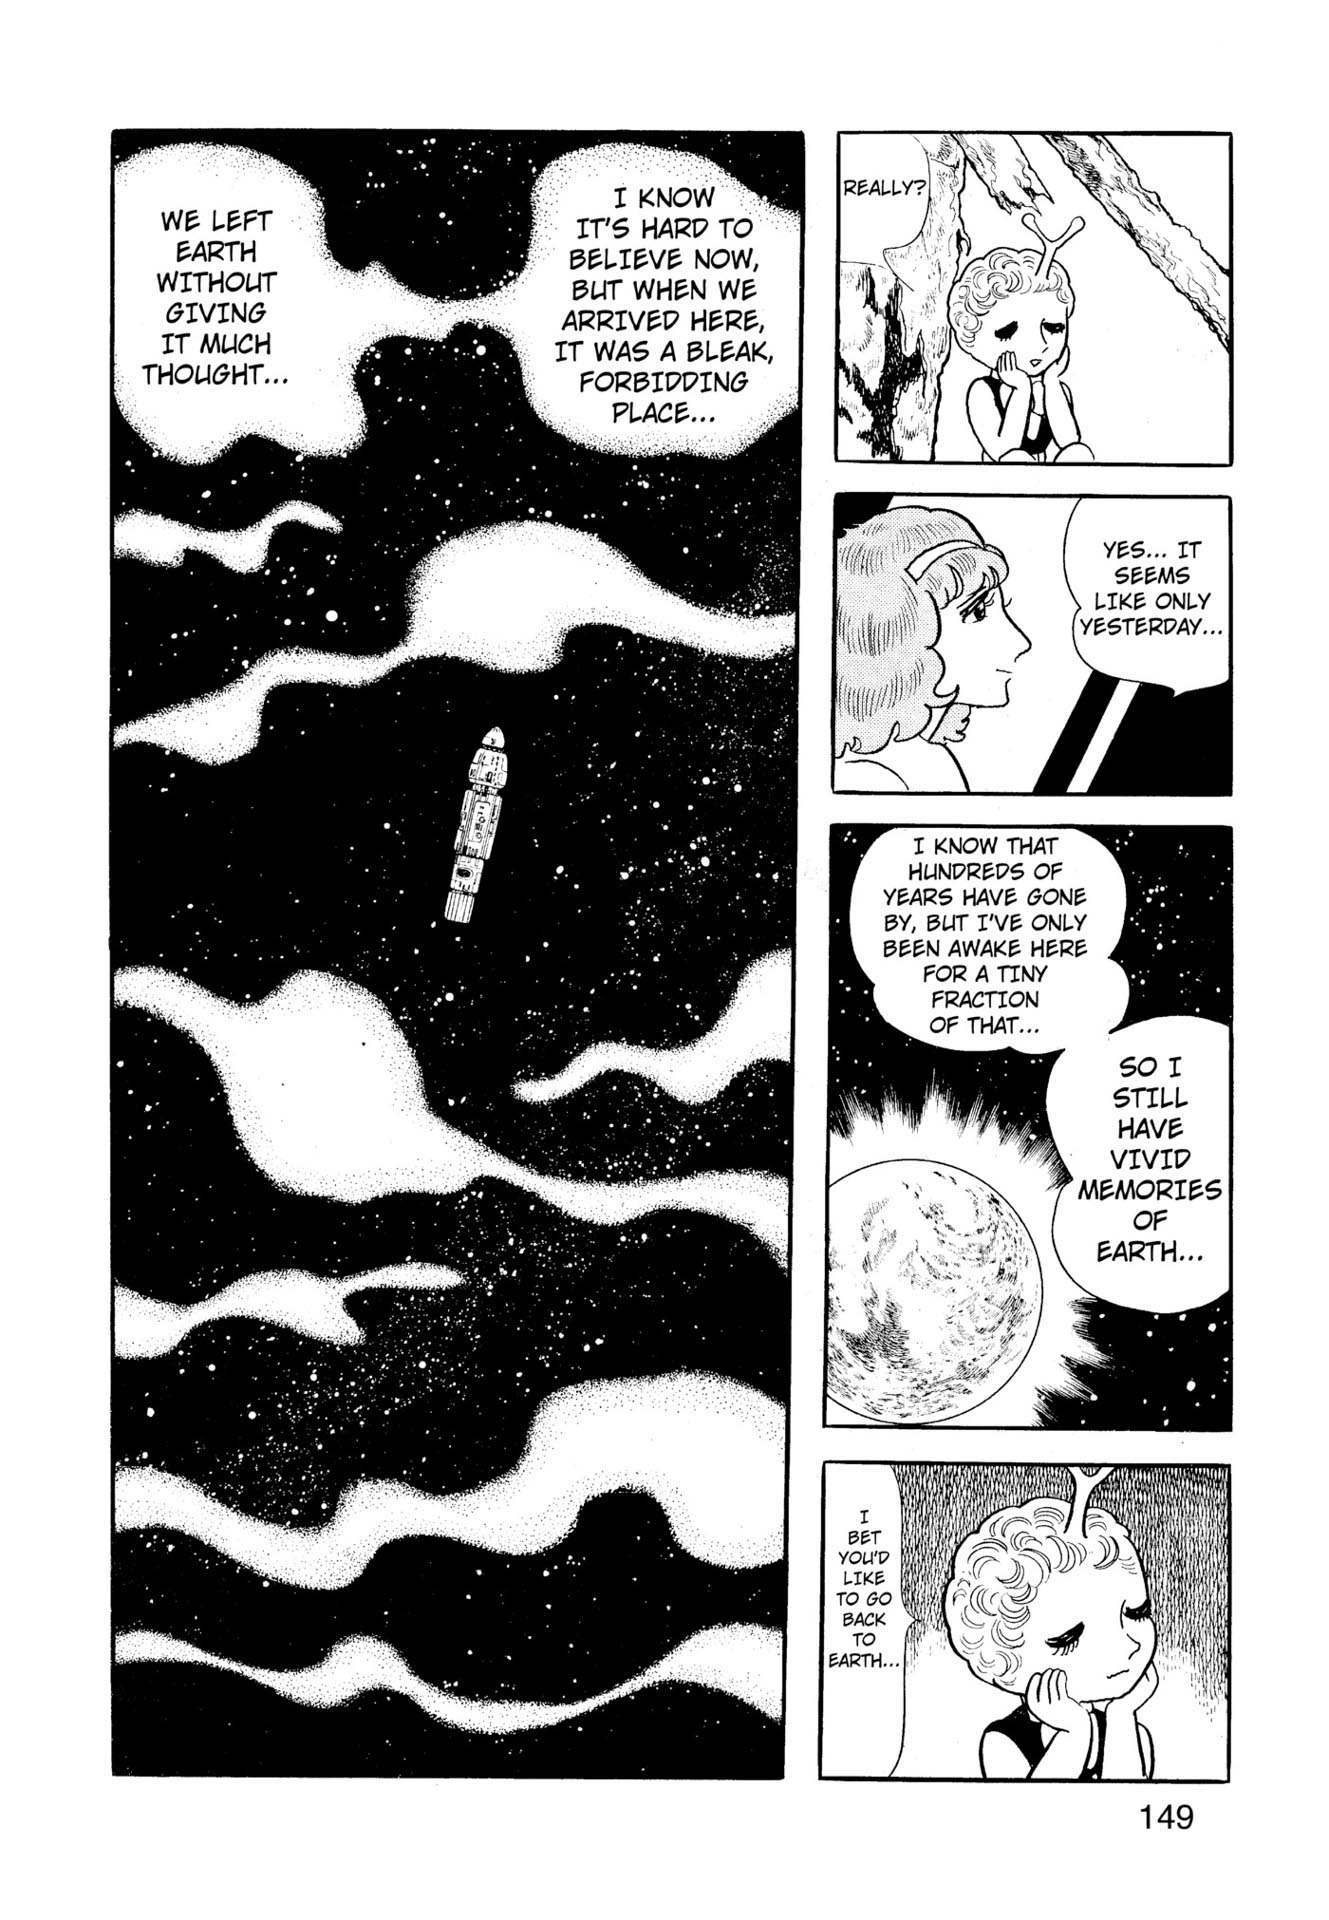 REALLY?
YES... IT
SEEMS
LIKE ONLY
YESTERDAY...
I KNOW THAT
HUNDREDS OF
YEARS HAVE GONE
BY, BUT I'VE ONLY
BEEN AWAKE HERE
FOR A TINY
FRACTION
OF THAT...
SO I
STILL
HAVE
VIVID
MEMORIES
OF
EARTH...
I
BET
YOU'D
LIKE
TO GO
BACK
TO
EARTH...
I KNOW
IT'S HARD TO
BELIEVE NOW,
BUT WHEN WE
ARRIVED HERE,
IT WAS A BLEAK,
FORBIDDING
PLACE...
WE LEFT
EARTH
WITHOUT
GIVING
IT MUCH
THOUGHT...
149